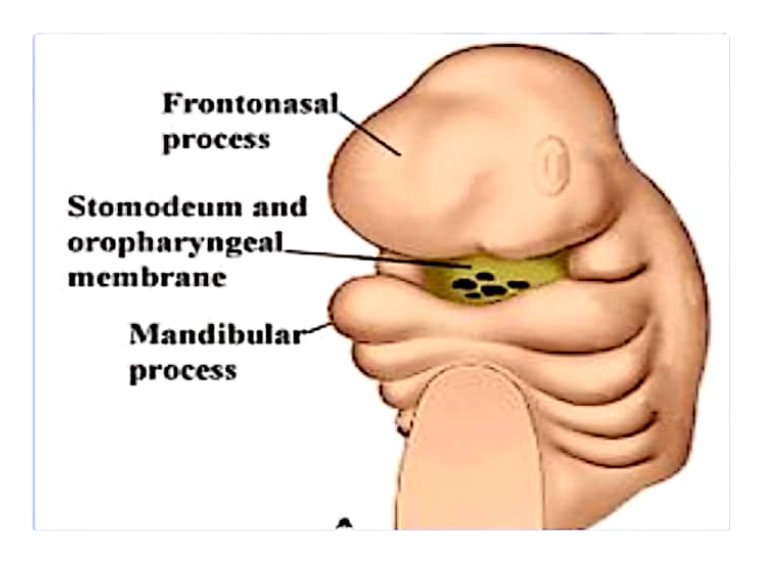 Frontonasal
process
Stomodeum and
oropharyngeal
membrane
Mandibular
process